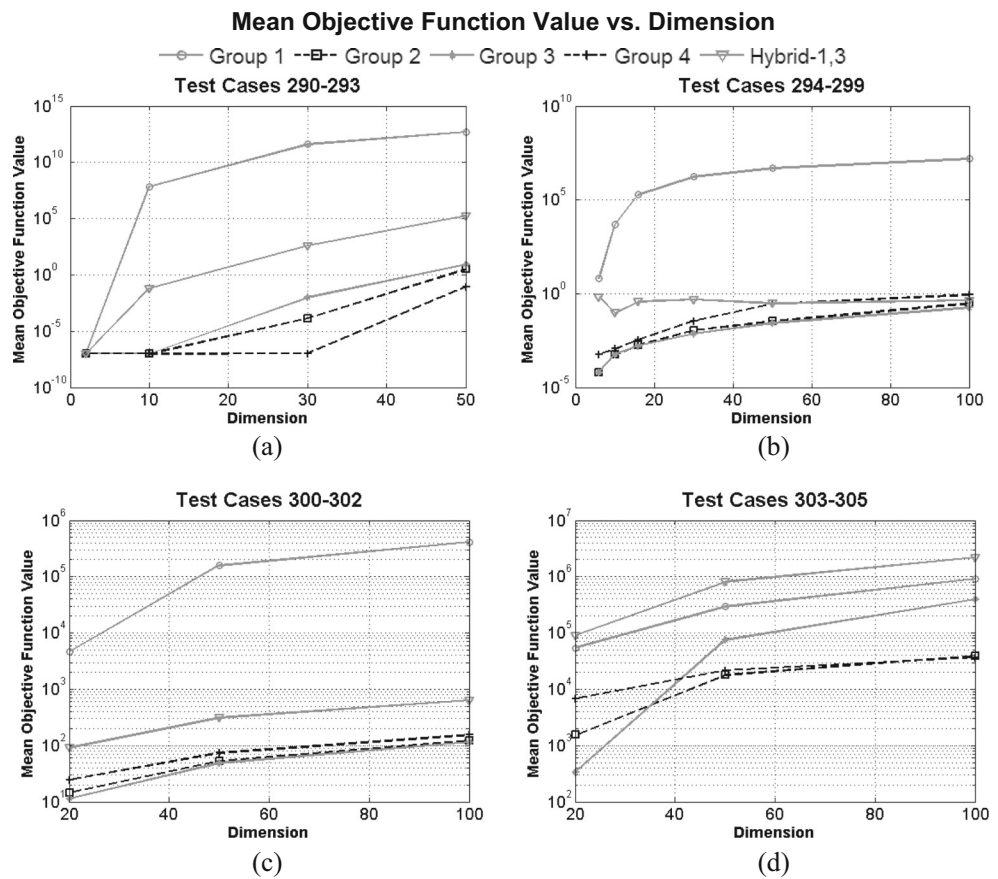 Mean Objective Function Value vs. Dimension
Group 1 Group 2 Group 3 Group 4 Hybrid-1,3
Test Cases 290-293
Mean Objective Function Value
10^15
10^10
10^5
10^0
10^-5
10^-10
0 10 20 30 40 50
Dimension
(a)
Test Cases 294-299
Mean Objective Function Value
10^10
10^5
10^0
10^-5
0 20 40 60 80 100
Dimension
(b)
Test Cases 300-302
Mean Objective Function Value
10^6
10^5
10^4
10^3
10^2
10^1
20 40 60 80 100
Dimension
(c)
Test Cases 303-305
Mean Objective Function Value
10^7
10^6
10^5
10^4
10^3
10^2
20 40 60 80 100
Dimension
(d)